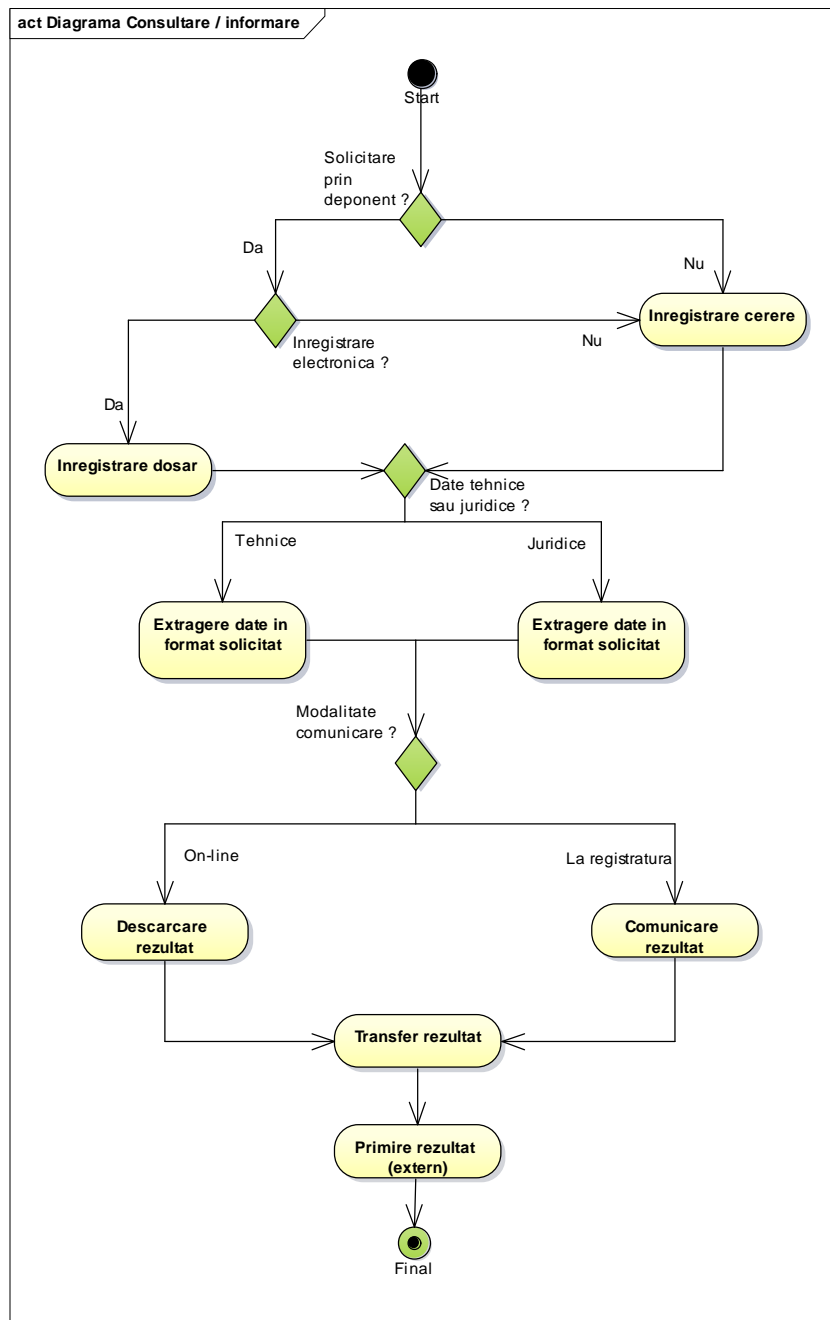 act Diagrama Consultare / informare
Start
Solicitare
prin
deponent ?
Da
Nu
Inregistrare cerere
Inregistrare
electronica ?
Nu
Da
Inregistrare dosar
Date tehnice
sau juridice ?
Tehnice
Juridice
Extragere date in
format solicitat
Extragere date in
format solicitat
Modalitate
comunicare ?
On-line
La registratura
Descarcare
rezultat
Comunicare
rezultat
Transfer rezultat
Primire rezultat
(extern)
Final